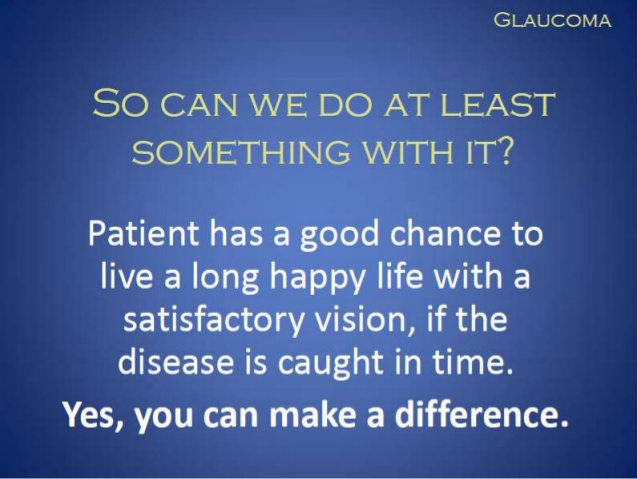 Glaucoma
So can we do at least
something with it?
Patient has a good chance to
live a long happy life with a
satisfactory vision, if the
disease is caught in time.
Yes, you can make a difference.